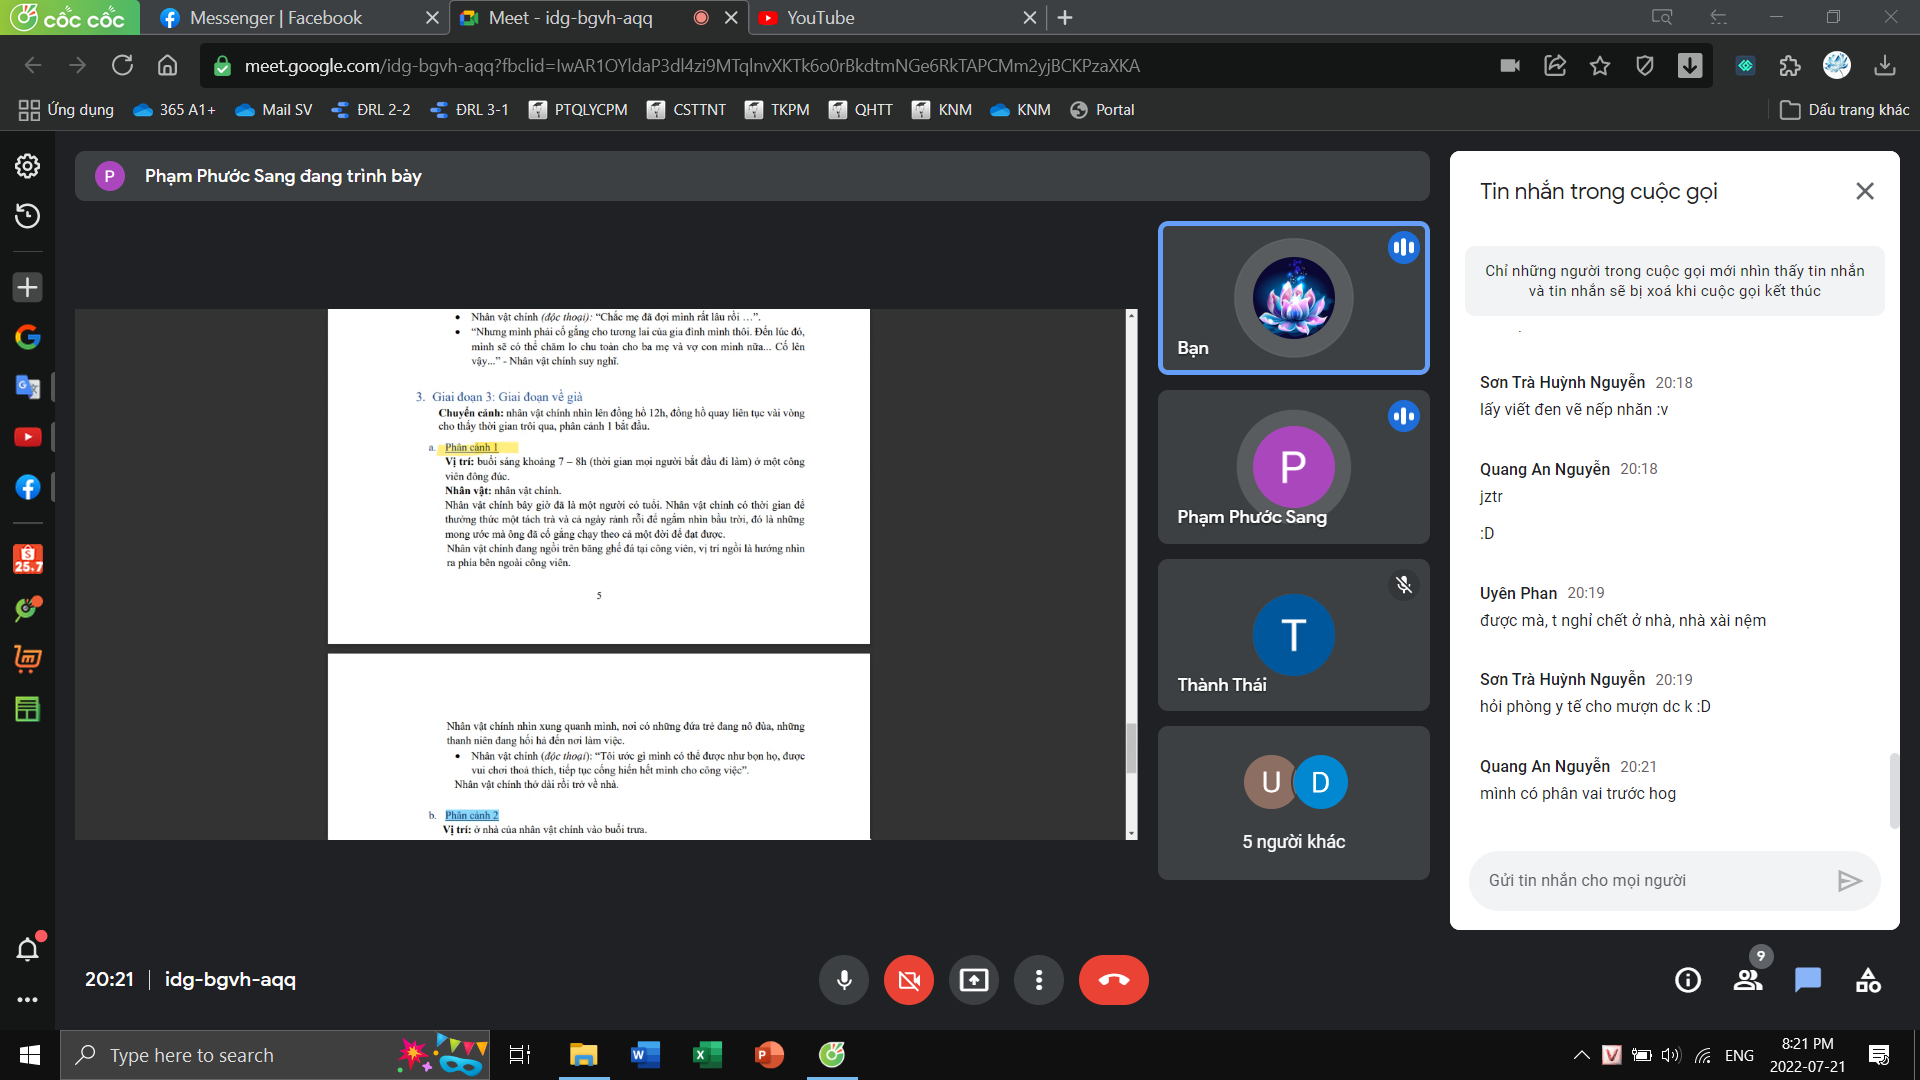 cốc cốc
Messenger | Facebook
Meet - idg-bgvh-aqq
YouTube
meet.google.com/idg-bgvh-aqq?fbclid=IwAR1OYldaP3dl4zi9MTqlnvXKTk6o0rBkdtmNGe6RkTAPCMm2yjBCKPzaXKA
Ứng dụng
365 A1+
Mail SV
ĐRL 2-2
ĐRL 3-1
PTQLYCPM
CSTTNT
TKPM
QHTT
KNM
KNM
Portal
Dấu trang khác
P
Phạm Phước Sang đang trình bày
Nhân vật chính (độc thoại): “Chắc mẹ đã đợi mình rất lâu rồi …”.
“Nhưng mình phải cố gắng cho tương lai của gia đình mình thôi. Đến lúc đó,
mình sẽ có thể chăm lo chu toàn cho ba mẹ và vợ con mình nữa... Cố lên
vậy...” - Nhân vật chính suy nghĩ.
3. Giai đoạn 3: Giai đoạn về già
Chuyển cảnh: nhân vật chính nhìn lên đồng hồ 12h, đồng hồ quay liên tục vài vòng
cho thấy thời gian trôi qua, phân cảnh 1 bắt đầu.
a. Phân cảnh 1
Vị trí: buổi sáng khoảng 7 – 8h (thời gian mọi người bắt đầu đi làm) ở một công
viên đông đúc.
Nhân vật: nhân vật chính.
Nhân vật chính bây giờ đã là một người có tuổi. Nhân vật chính có thời gian để
thưởng thức một tách trà và cả ngày rảnh rỗi để ngắm nhìn bầu trời, đó là những
mong ước mà ông đã cố gắng chạy theo cả một đời để đạt được.
Nhân vật chính đang ngồi trên băng ghế đá tại công viên, vị trí ngồi là hướng nhìn
ra phía bên ngoài công viên.
5
Nhân vật chính nhìn xung quanh mình, nơi có những đứa trẻ đang nô đùa, những
thanh niên đang hối hả đến nơi làm việc.
Nhân vật chính (độc thoại): “Tôi ước gì mình có thể được như bọn họ, được
vui chơi thoả thích, tiếp tục cống hiến hết mình cho công việc”.
Nhân vật chính thở dài rồi trở về nhà.
b. Phân cảnh 2
Vị trí: ở nhà của nhân vật chính vào buổi trưa.
Bạn
P
Phạm Phước Sang
T
Thành Thái
U
D
5 người khác
Tin nhắn trong cuộc gọi
Chỉ những người trong cuộc gọi mới nhìn thấy tin nhắn
và tin nhắn sẽ bị xoá khi cuộc gọi kết thúc
Sơn Trà Huỳnh Nguyễn 20:18
lấy viết đen vẽ nếp nhăn :v
Quang An Nguyễn 20:18
jztr
:D
Uyên Phan 20:19
được mà, t nghỉ chết ở nhà, nhà xài nệm
Sơn Trà Huỳnh Nguyễn 20:19
hỏi phòng y tế cho mượn dc k :D
Quang An Nguyễn 20:21
mình có phân vai trước hog
Gửi tin nhắn cho mọi người
25.7
20:21
idg-bgvh-aqq
9
Type here to search
ENG
8:21 PM
2022-07-21